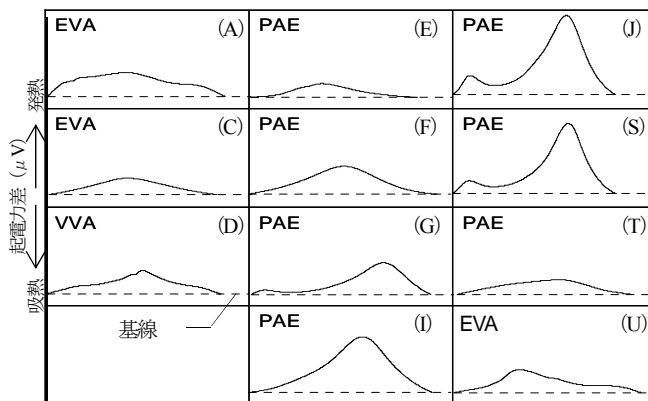 EVA (A)
PAE (E)
PAE (J)
EVA (C)
PAE (F)
PAE (S)
VVA (D)
PAE (G)
PAE (T)
基線
PAE (I)
EVA (U)
発熱
起電力差(μV)
吸熱